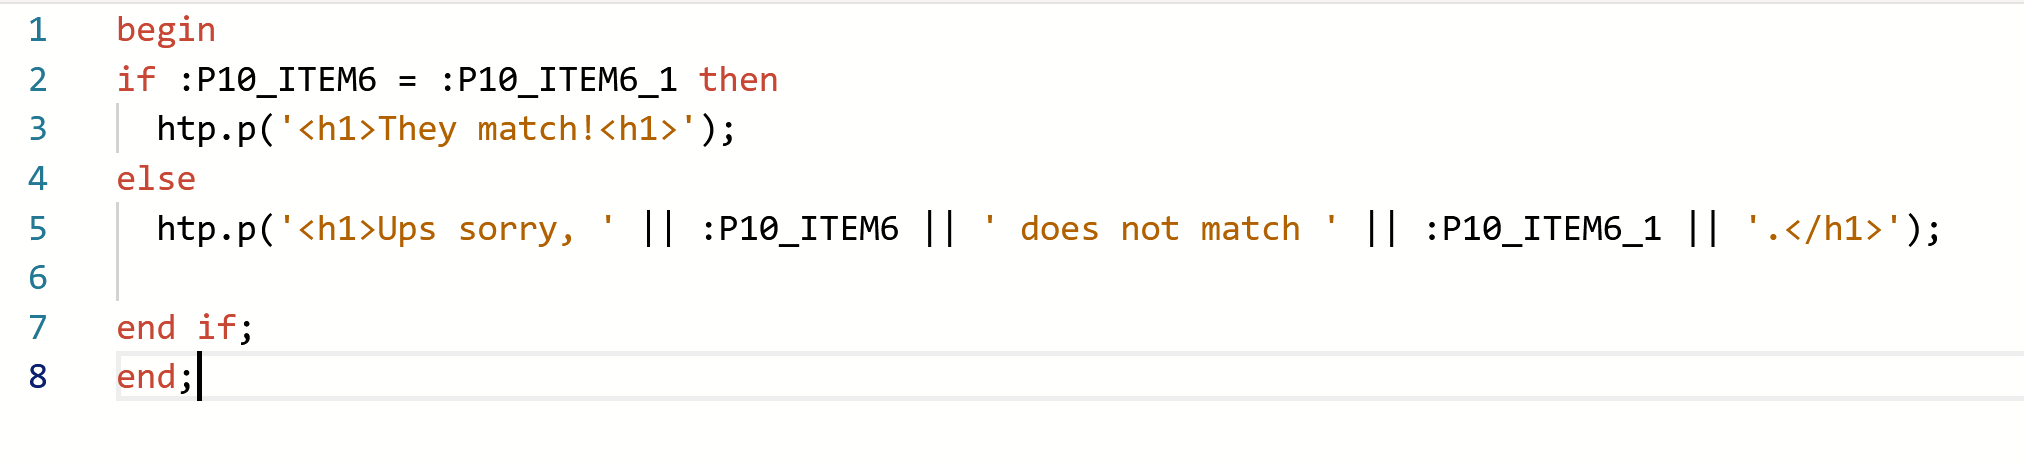 1 begin
2 if :P10_ITEM6 = :P10_ITEM6_1 then
3 htp.p('<h1>They match!<h1>');
4 else
5 htp.p('<h1>Ups sorry, ' || :P10_ITEM6 || ' does not match ' || :P10_ITEM6_1 || '.</h1>');
6
7 end if;
8 end;